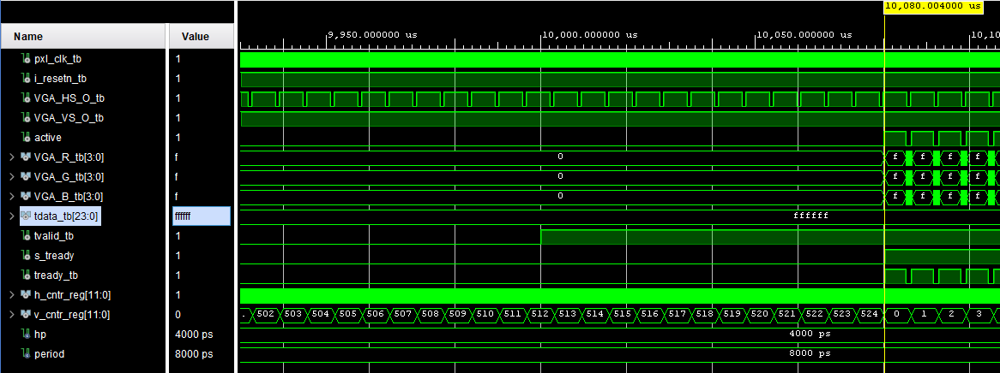 10,080.004000 us
Name Value
9,950.000000 us 10,000.000000 us 10,050.000000 us 10,10
pxl_clk_tb 1
i_resetn_tb 1
VGA_HS_O_tb 1
VGA_VS_O_tb 1
active 1
VGA_R_tb[3:0] f 0 f f f f
VGA_G_tb[3:0] f 0 f f f f
VGA_B_tb[3:0] f 0 f f f f
tdata_tb[23:0] ffffff ffffff
tvalid_tb 1
s_tready 1
tready_tb 1
h_cntr_reg[11:0] 1
v_cntr_reg[11:0] 0 . 502 503 504 505 506 507 508 509 510 511 512 513 514 515 516 517 518 519 520 521 522 523 524 0 1 2 3
hp 4000 ps 4000 ps
period 8000 ps 8000 ps